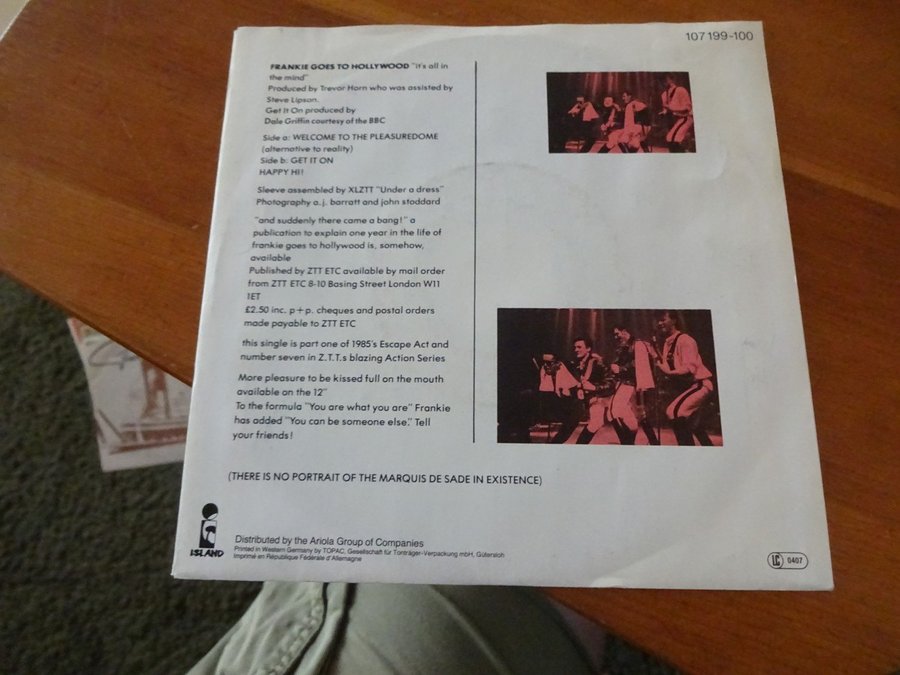 107 199-100
FRANKIE GOES TO HOLLYWOOD "it's all in
the mind"
Produced by Trevor Horn who was assisted by
Steve Lipson.
Get It On produced by
Dale Griffin courtesy of the BBC
Side a: WELCOME TO THE PLEASUREDOME
(alternative to reality)
Side b: GET IT ON
HAPPY HI!
Sleeve assembled by XLZTT "Under a dress"
Photography a.j. barratt and john stoddard
"and suddenly there came a bang!" a
publication to explain one year in the life of
frankie goes to hollywood is, somehow,
available
Published by ZTT ETC available by mail order
from ZTT ETC 8-10 Basing Street London W11
1ET
£2.50 inc. p+p. cheques and postal orders
made payable to ZTT ETC
this single is part one of 1985's Escape Act and
number seven in Z.T.T.s blazing Action Series
More pleasure to be kissed full on the mouth
available on the 12"
To the formula "You are what you are" Frankie
has added "You can be someone else." Tell
your friends!
(THERE IS NO PORTRAIT OF THE MARQUIS DE SADE IN EXISTENCE)
ISLAND
Distributed by the Ariola Group of Companies
Printed in Western Germany by TOPAC, Gesellschaft für Tonträger-Verpackung mbH, Gütersloh
Imprimé en République Fédérale d'Allemagne
LC 0407